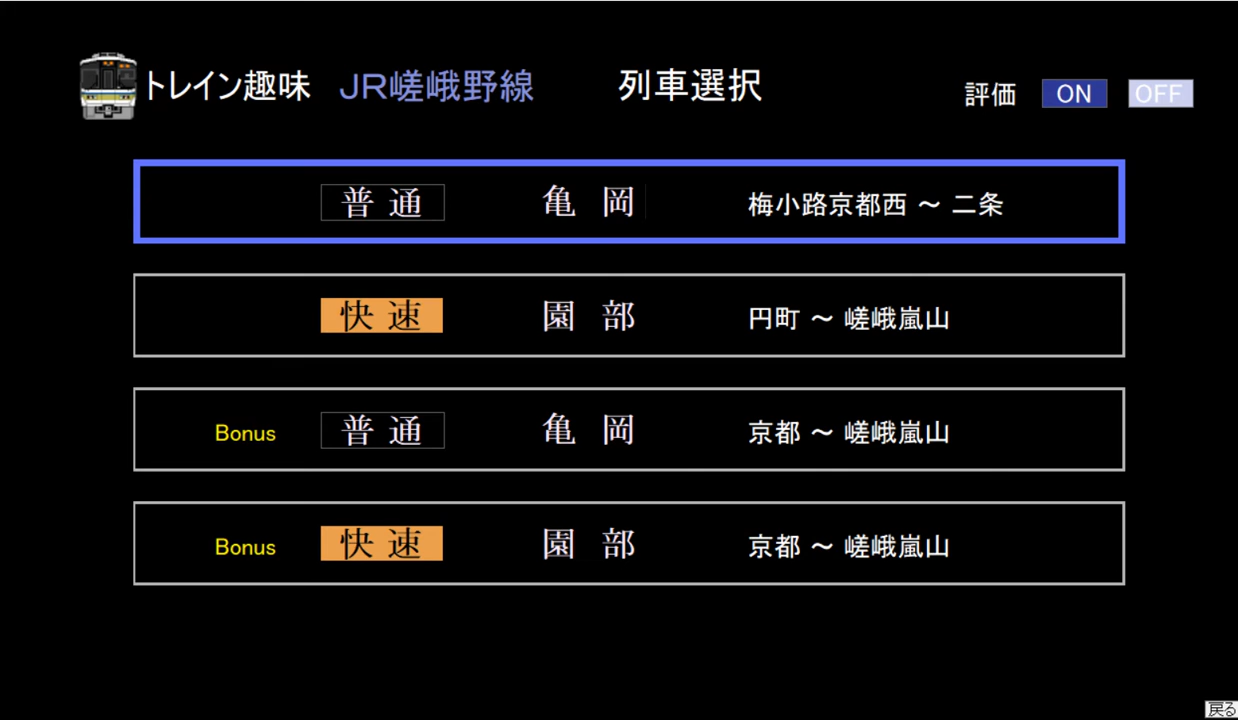 トレイン趣味 JR嵯峨野線 列車選択 評価 ON OFF
普通 亀岡 梅小路京都西 ～ 二条
快速 園部 円町 ～ 嵯峨嵐山
Bonus 普通 亀岡 京都 ～ 嵯峨嵐山
Bonus 快速 園部 京都 ～ 嵯峨嵐山
戻る